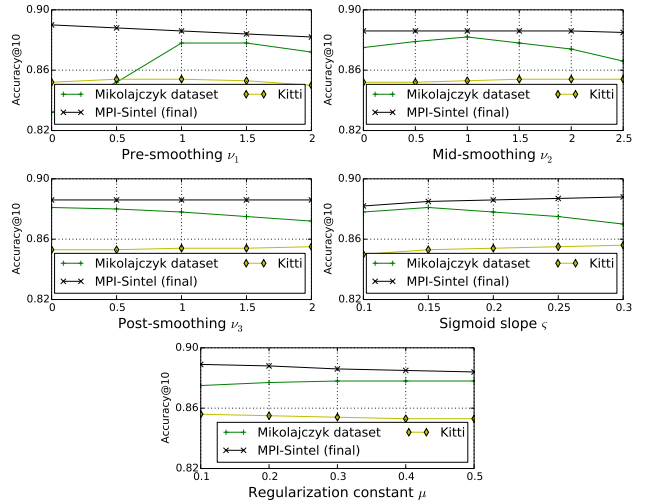 Accuracy@10
0.90
0.86
0.82
Mikolajczyk dataset
Kitti
MPI-Sintel (final)
0 0.5 1 1.5 2
Pre-smoothing ν₁
Accuracy@10
0.90
0.86
0.82
Mikolajczyk dataset
Kitti
MPI-Sintel (final)
0 0.5 1 1.5 2 2.5
Mid-smoothing ν₂
Accuracy@10
0.90
0.86
0.82
Mikolajczyk dataset
Kitti
MPI-Sintel (final)
0 0.5 1 1.5 2
Post-smoothing ν₃
Accuracy@10
0.90
0.86
0.82
Mikolajczyk dataset
Kitti
MPI-Sintel (final)
0.1 0.15 0.2 0.25 0.3
Sigmoid slope ς
Accuracy@10
0.90
0.86
0.82
Mikolajczyk dataset
Kitti
MPI-Sintel (final)
0.1 0.2 0.3 0.4 0.5
Regularization constant μ